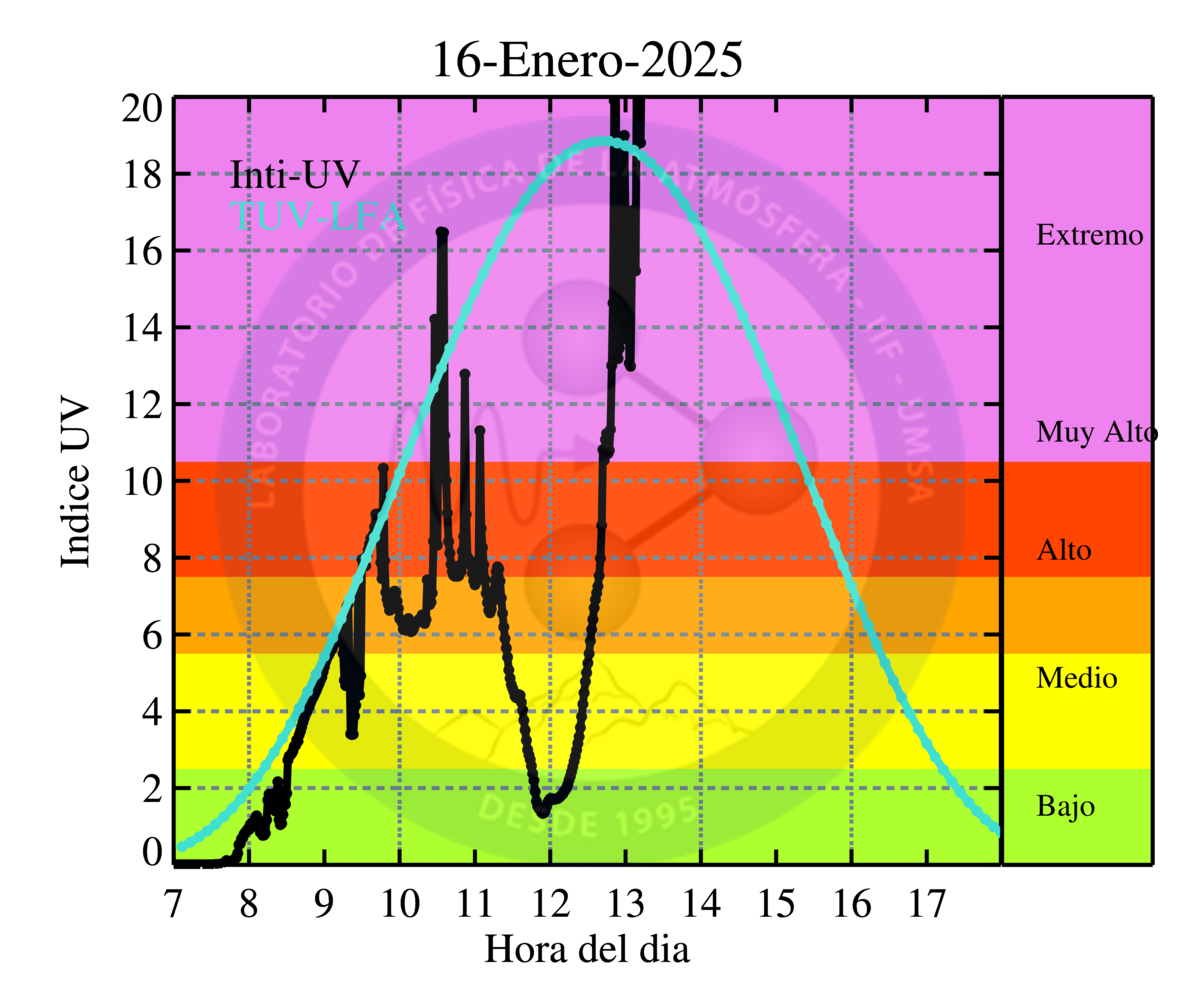 16-Enero-2025
Indice UV
20
18
16
14
12
10
8
6
4
2
0
Inti-UV
TUV-LFA
LABORATORIO DE FÍSICA DE LA ATMÓSFERA - IIF - UMSA
DESDE 1995
Extremo
Muy Alto
Alto
Medio
Bajo
7 8 9 10 11 12 13 14 15 16 17
Hora del dia